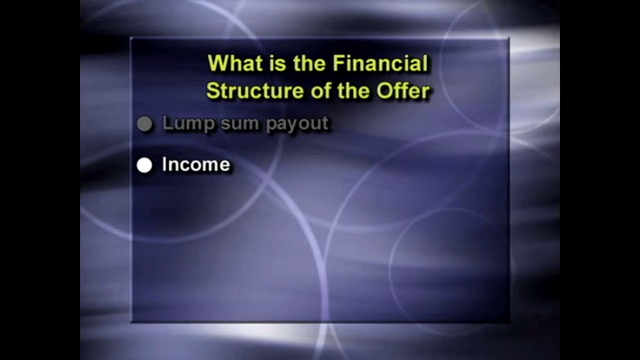 What is the Financial
Structure of the Offer
Lump sum payout
Income